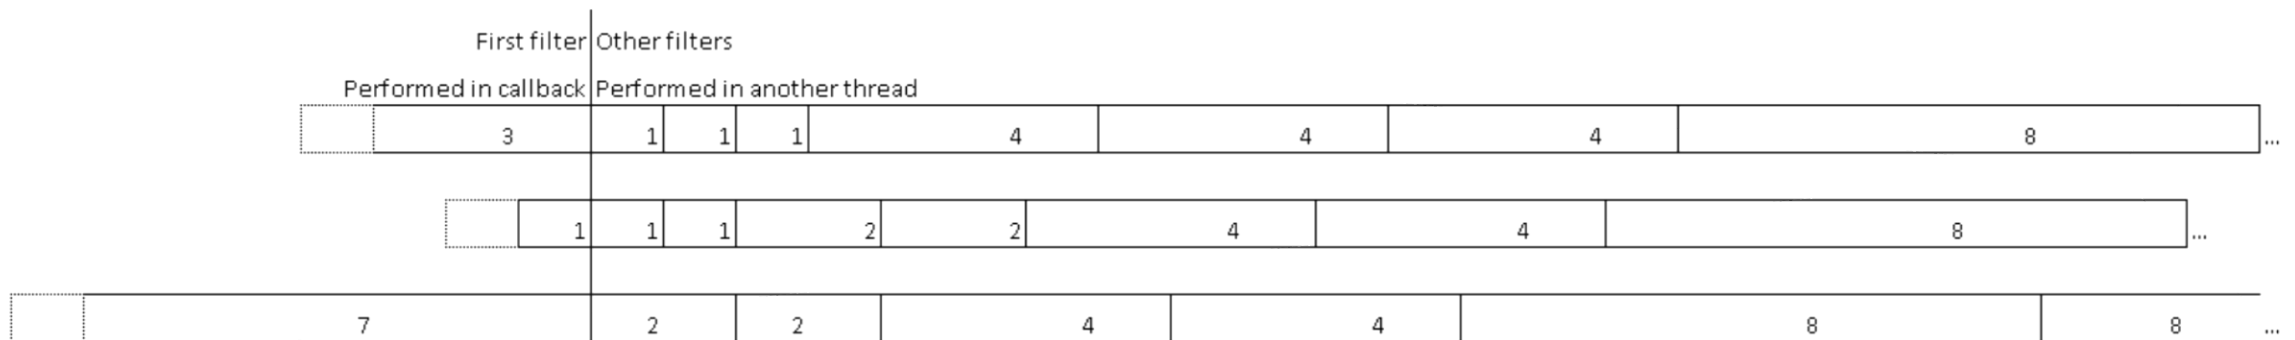 First filter Other filters
Performed in callback Performed in another thread
3 1 1 1 4 4 4 8 ...
1 1 1 2 2 4 4 8 ...
7 2 2 4 4 8 8 ...